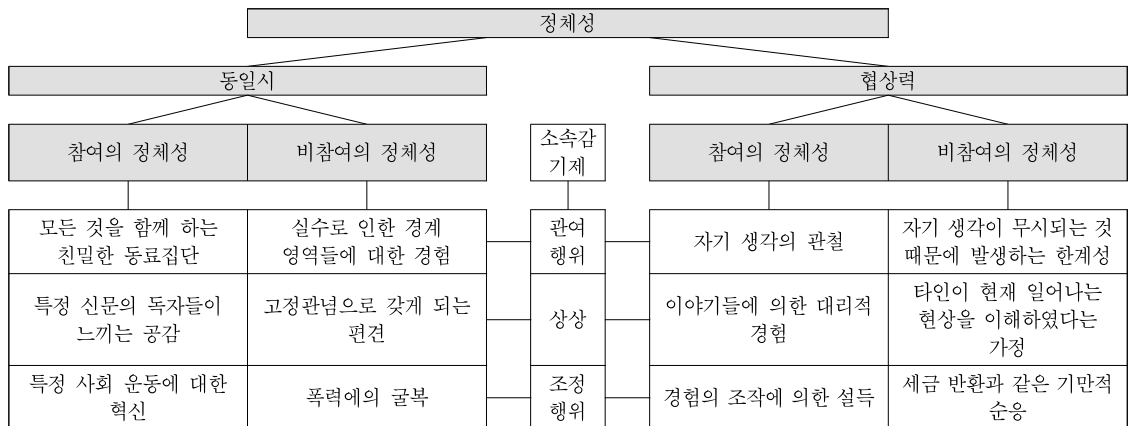 정체성
동일시
협상력
참여의 정체성
비참여의 정체성
소속감
기제
참여의 정체성
비참여의 정체성
모든 것을 함께 하는
친밀한 동료집단
실수로 인한 경계
영역들에 대한 경험
관여
행위
자기 생각의 관철
자기 생각이 무시되는 것
때문에 발생하는 한계성
특정 신문의 독자들이
느끼는 공감
고정관념으로 갖게 되는
편견
상상
이야기들에 의한 대리적
경험
타인이 현재 일어나는
현상을 이해하였다는
가정
특정 사회 운동에 대한
혁신
폭력에의 굴복
조정
행위
경험의 조작에 의한 설득
세금 반환과 같은 기만적
순응